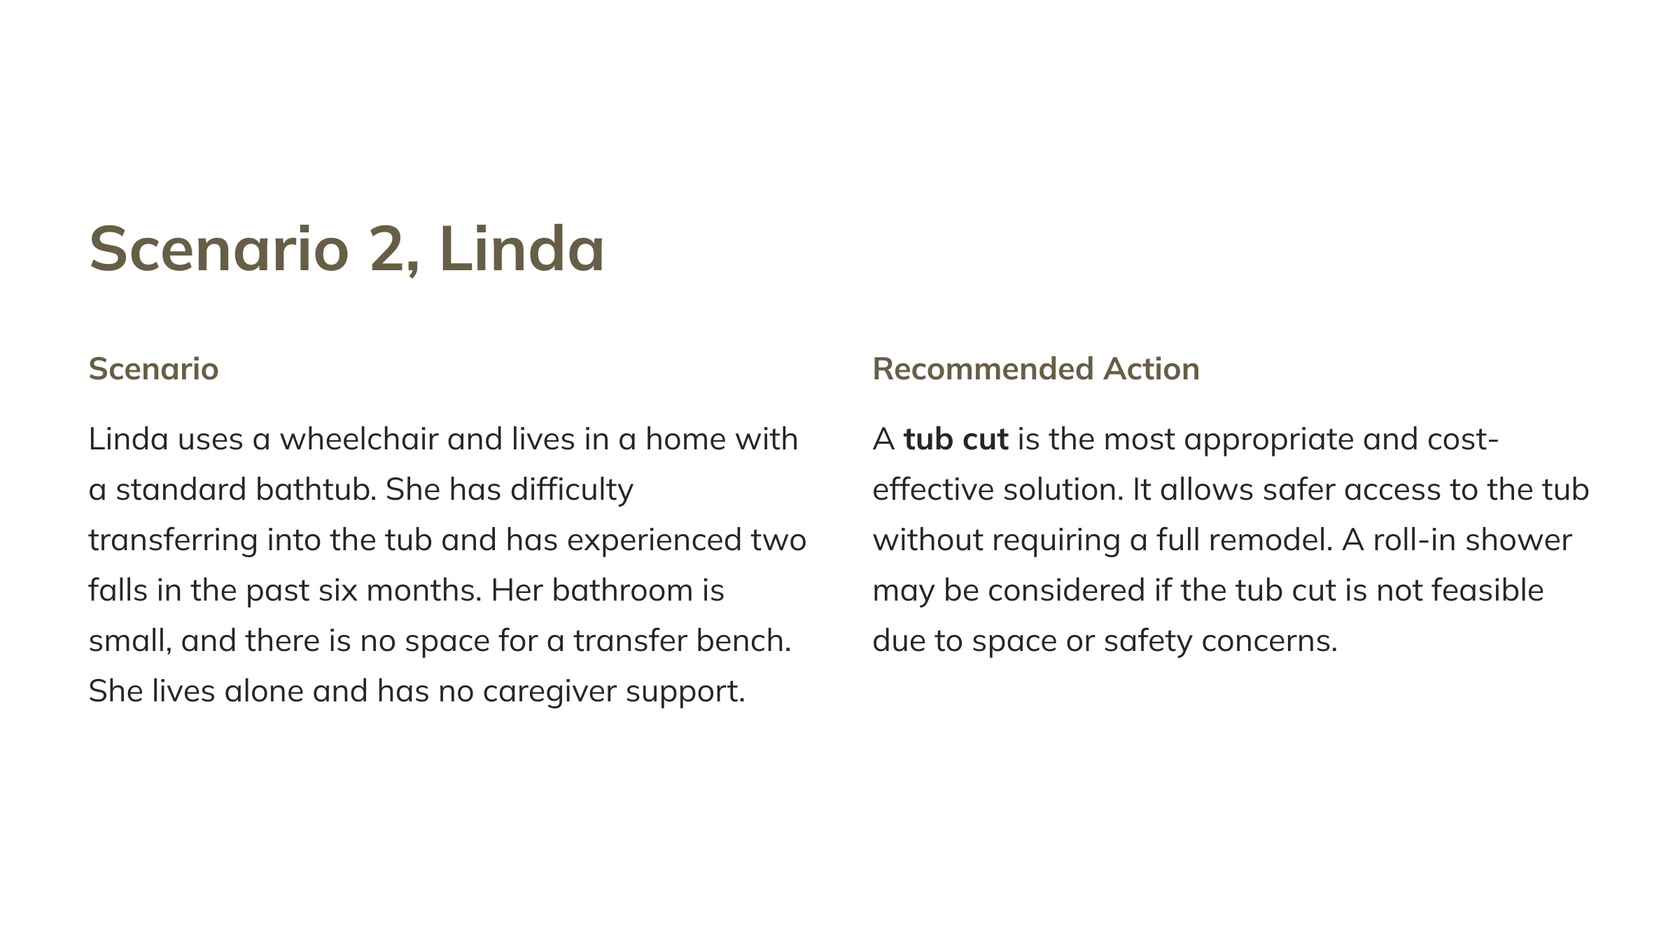 Scenario 2, Linda
Scenario
Linda uses a wheelchair and lives in a home with
a standard bathtub. She has difficulty
transferring into the tub and has experienced two
falls in the past six months. Her bathroom is
small, and there is no space for a transfer bench.
She lives alone and has no caregiver support.
Recommended Action
A tub cut is the most appropriate and cost-
effective solution. It allows safer access to the tub
without requiring a full remodel. A roll-in shower
may be considered if the tub cut is not feasible
due to space or safety concerns.